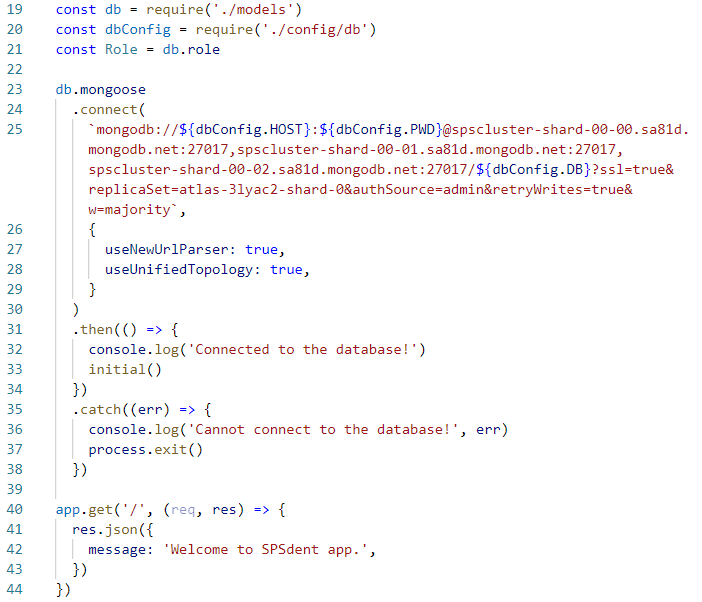 19 const db = require('./models')
20 const dbConfig = require('./config/db')
21 const Role = db.role
22
23 db.mongoose
24 .connect(
25 `mongodb://${dbConfig.HOST}:${dbConfig.PWD}@spscluster-shard-00-00.sa81d.
mongodb.net:27017,spscluster-shard-00-01.sa81d.mongodb.net:27017,
spscluster-shard-00-02.sa81d.mongodb.net:27017/${dbConfig.DB}?ssl=true&
replicaSet=atlas-3lyac2-shard-0&authSource=admin&retryWrites=true&
w=majority`,
26 {
27 useNewUrlParser: true,
28 useUnifiedTopology: true,
29 }
30 )
31 .then(() => {
32 console.log('Connected to the database!')
33 initial()
34 })
35 .catch((err) => {
36 console.log('Cannot connect to the database!', err)
37 process.exit()
38 })
39
40 app.get('/', (req, res) => {
41 res.json({
42 message: 'Welcome to SPSdent app.',
43 })
44 })